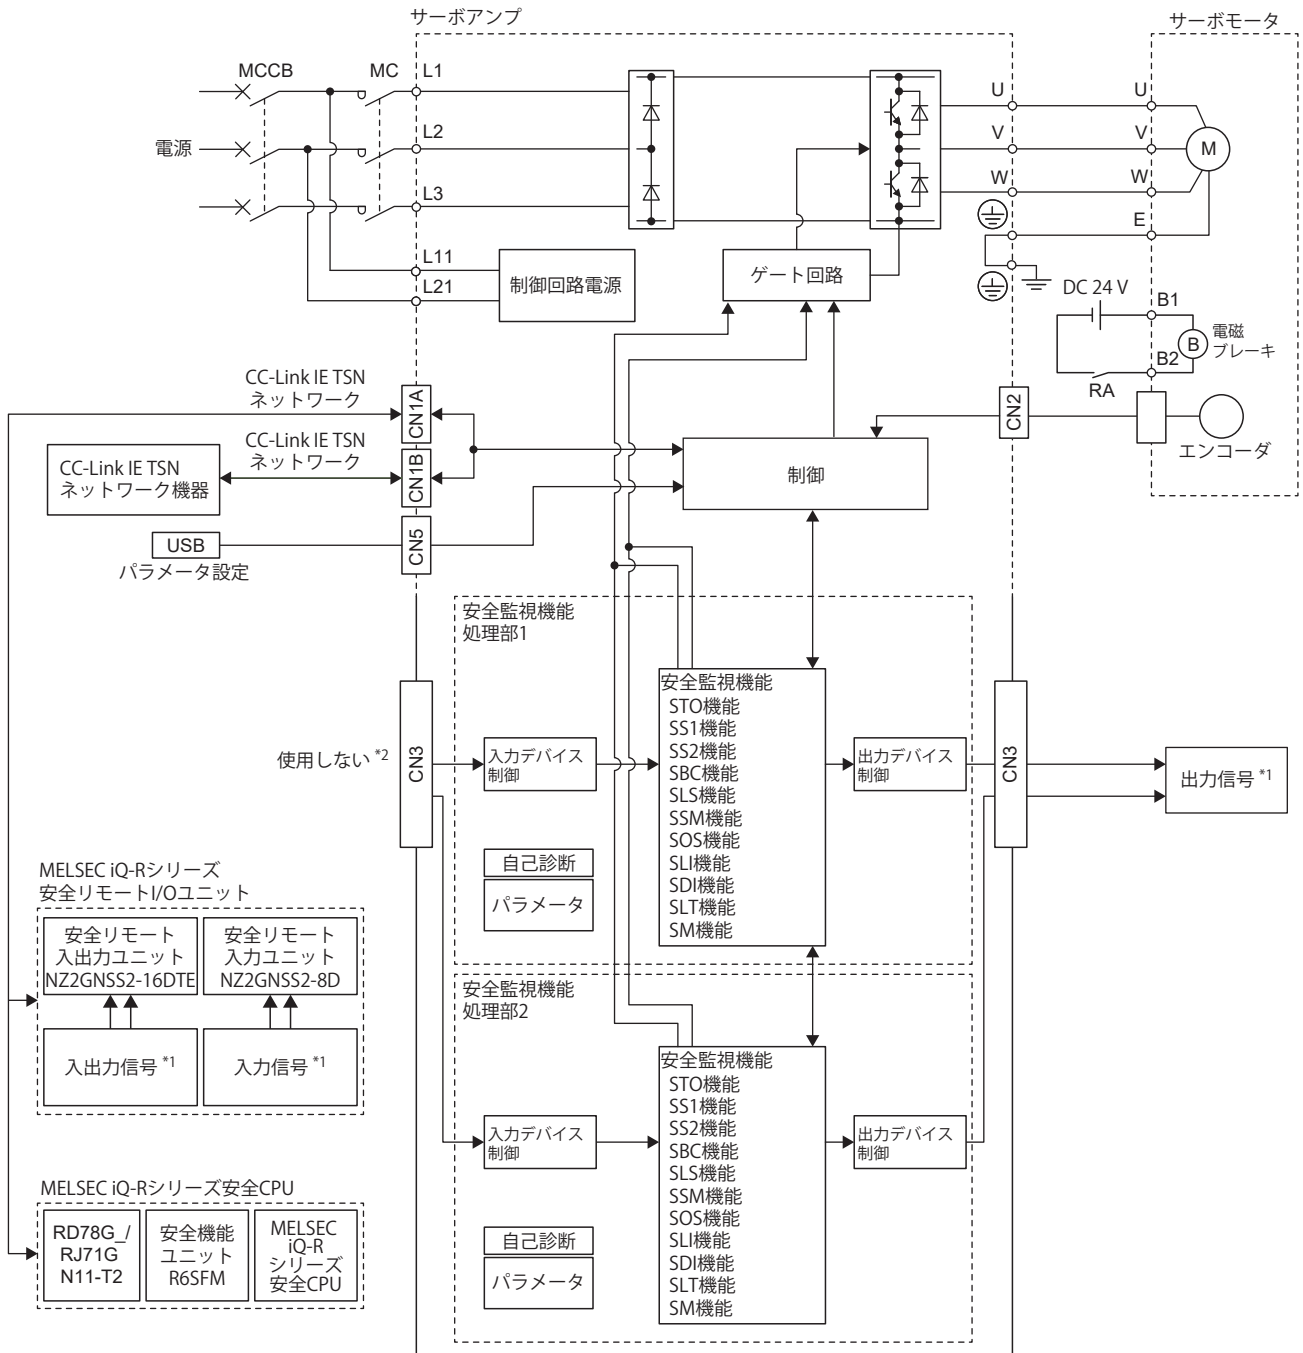 サーボアンプ
サーボモータ
MCCB
MC
L1
L2
L3
電源
U
V
W
U
V
W
E
M
L11
L21
制御回路電源
ゲート回路
DC 24 V
B1
B2
B
電磁
ブレーキ
RA
CC-Link IE TSN
ネットワーク
CN1A
CC-Link IE TSN
ネットワーク
CN1B
CC-Link IE TSN
ネットワーク機器
CN2
エンコーダ
制御
USB
CN5
パラメータ設定
安全監視機能
処理部1
安全監視機能
STO機能
SS1機能
SS2機能
SBC機能
SLS機能
SSM機能
SOS機能
SLI機能
SDI機能
SLT機能
SM機能
使用しない *2
CN3
入力デバイス
制御
出力デバイス
制御
CN3
出力信号 *1
自己診断
パラメータ
MELSEC iQ-Rシリーズ
安全リモートI/Oユニット
安全リモート
入出力ユニット
NZ2GNSS2-16DTE
安全リモート
入力ユニット
NZ2GNSS2-8D
入出力信号 *1
入力信号 *1
安全監視機能
処理部2
安全監視機能
STO機能
SS1機能
SS2機能
SBC機能
SLS機能
SSM機能
SOS機能
SLI機能
SDI機能
SLT機能
SM機能
入力デバイス
制御
出力デバイス
制御
自己診断
パラメータ
MELSEC iQ-Rシリーズ安全CPU
RD78G_/
RJ71G
N11-T2
安全機能
ユニット
R6SFM
MELSEC
iQ-R
シリーズ
安全CPU